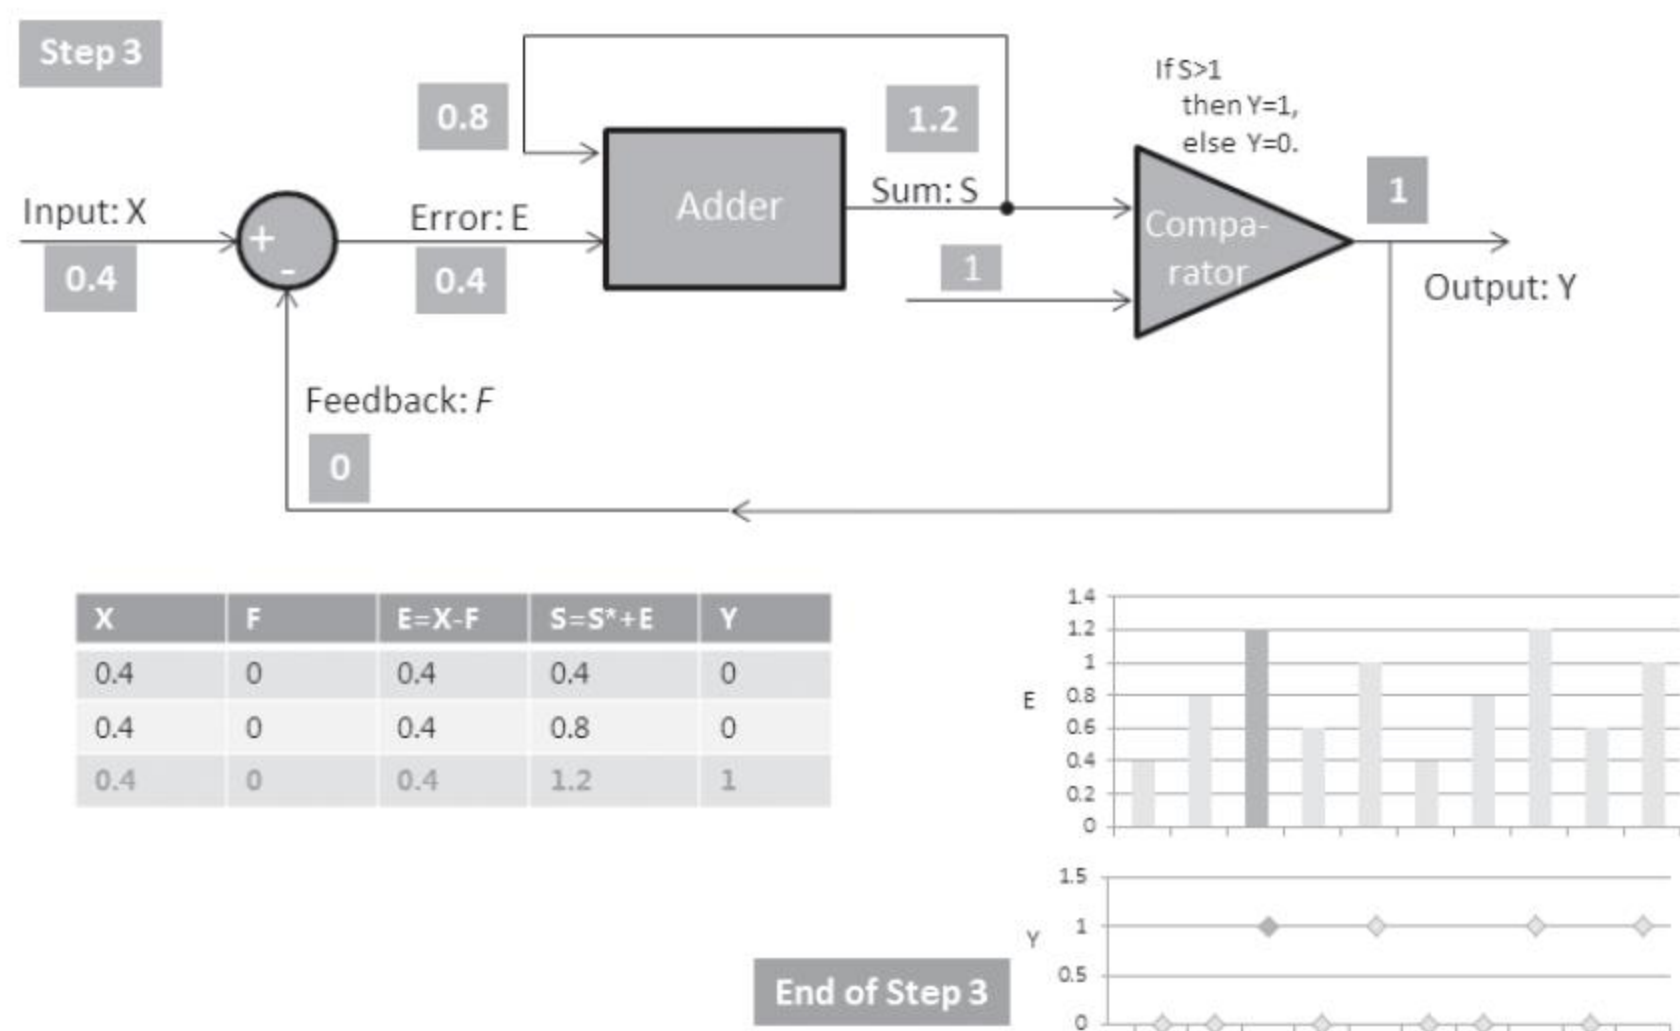 Step 3
If S>1
then Y=1,
else Y=0.
0.8
1.2
1
Input: X
Error: E
Adder
Sum: S
Compa-
rator
+
-
0.4
0.4
1
Output: Y
Feedback: F
0
X F E=X-F S=S*+E Y
0.4 0 0.4 0.4 0
0.4 0 0.4 0.8 0
0.4 0 0.4 1.2 1
1.4
1.2
1
E 0.8
0.6
0.4
0.2
0
1.5
Y 1
0.5
0
End of Step 3